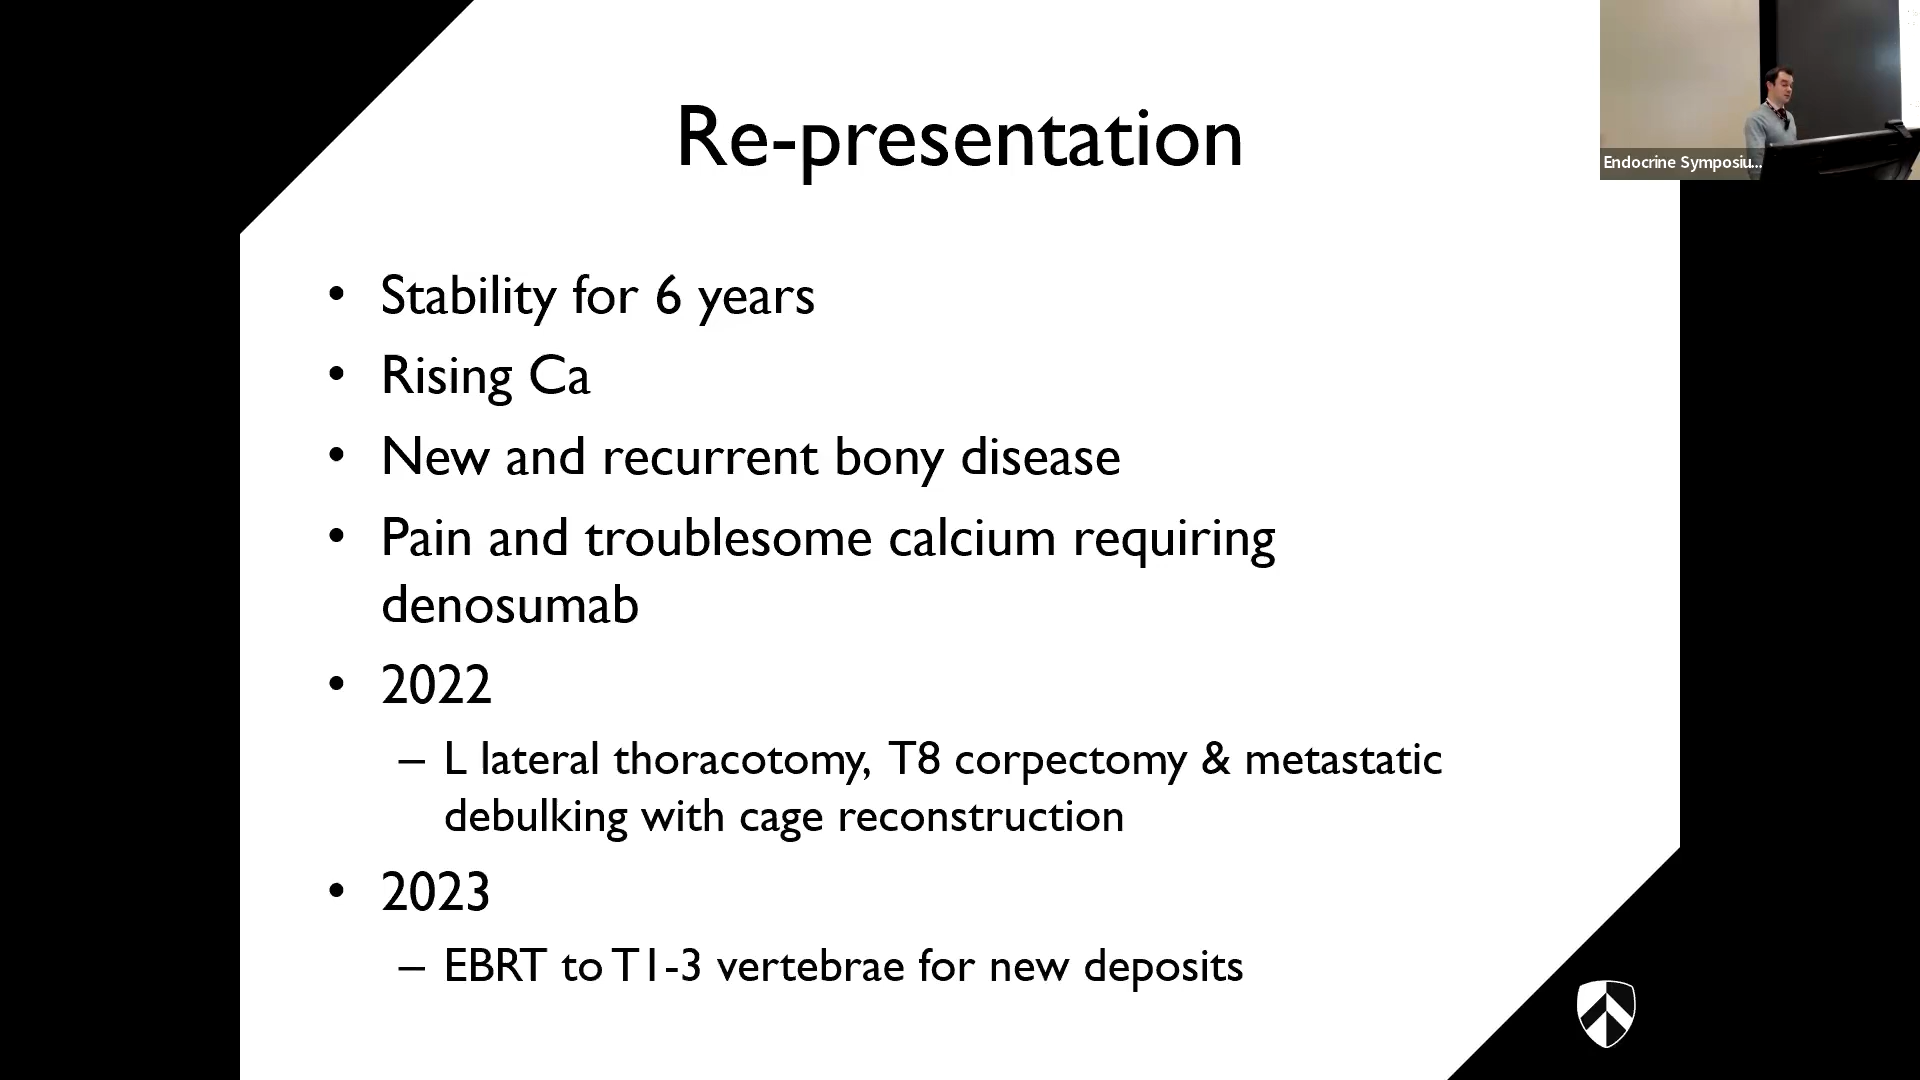 Re-presentation
Endocrine Symposiu...
• Stability for 6 years
• Rising Ca
• New and recurrent bony disease
• Pain and troublesome calcium requiring
denosumab
• 2022
– L lateral thoracotomy, T8 corpectomy & metastatic
debulking with cage reconstruction
• 2023
– EBRT to T1-3 vertebrae for new deposits